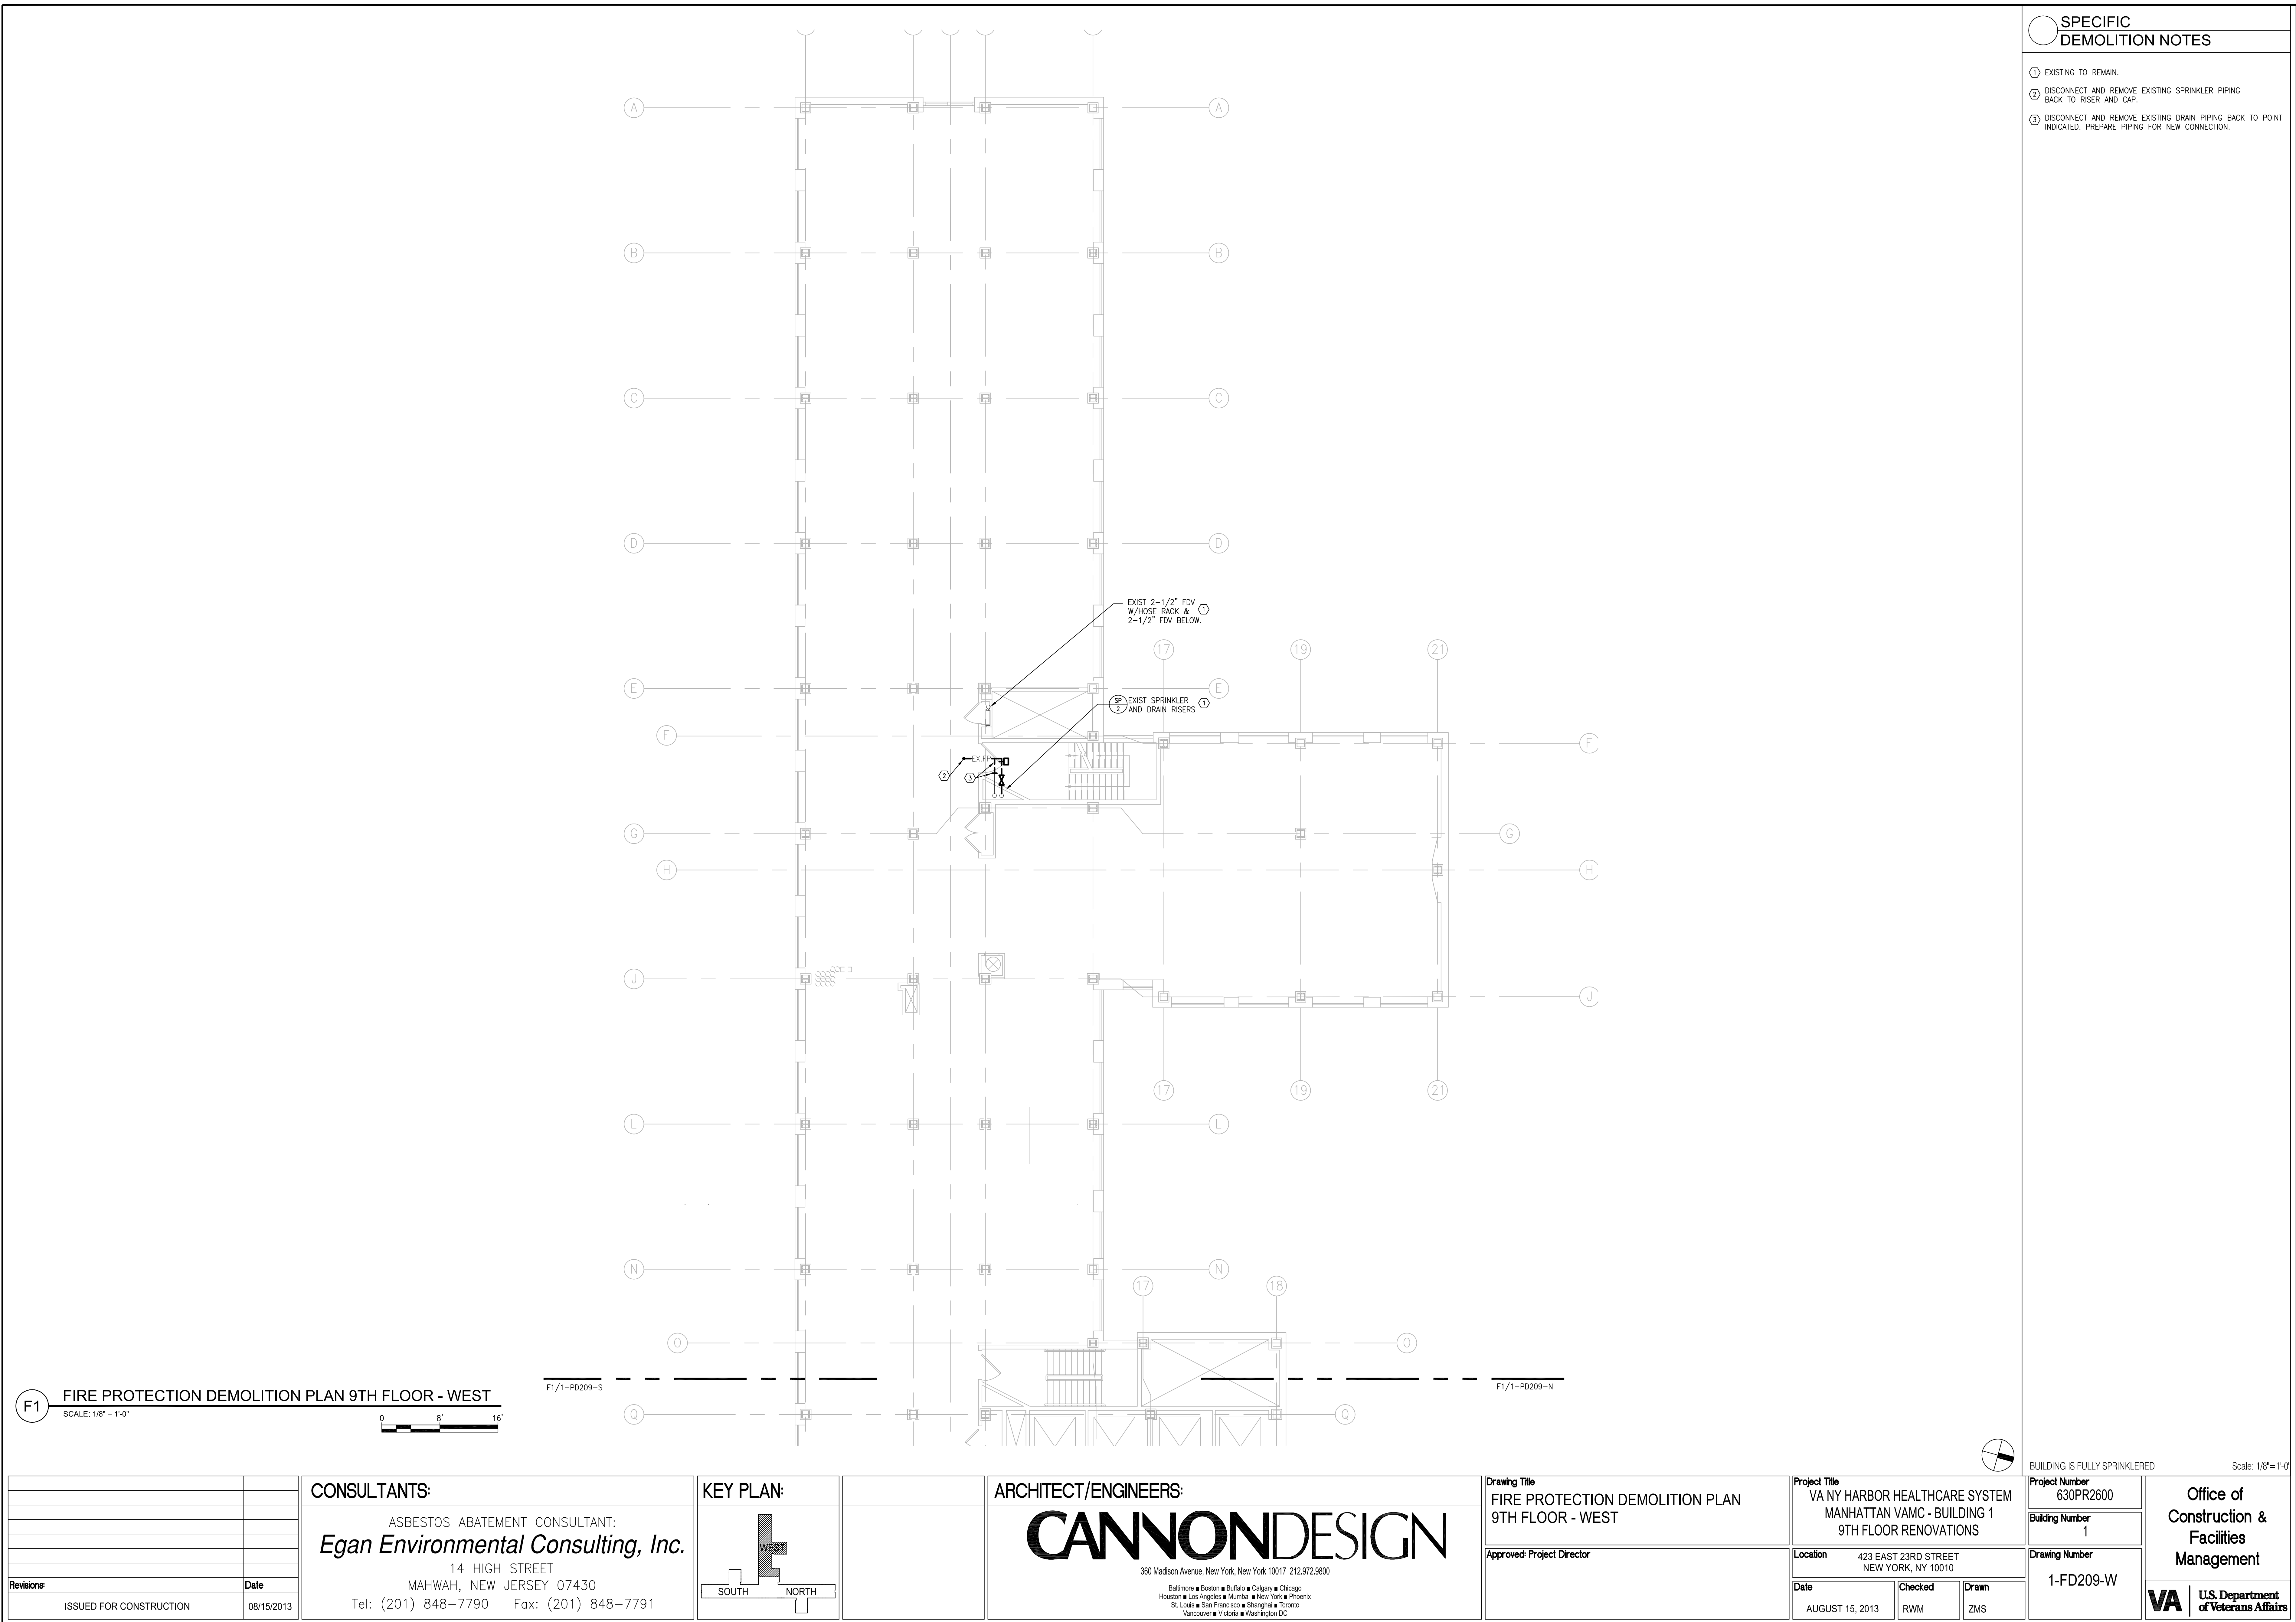 SPECIFIC
DEMOLITION NOTES
1 EXISTING TO REMAIN.
2 DISCONNECT AND REMOVE EXISTING SPRINKLER PIPING
BACK TO RISER AND CAP.
3 DISCONNECT AND REMOVE EXISTING DRAIN PIPING BACK TO POINT
INDICATED. PREPARE PIPING FOR NEW CONNECTION.
A A
B B
C C
D D
EXIST 2-1/2" FDV
W/HOSE RACK & 1
2-1/2" FDV BELOW.
17 19 21
E E
SP 2 EXIST SPRINKLER 1
AND DRAIN RISERS
F F
EX.FP
2 3
G G
H H
J J
17 19 21
L L
N N
17 18
O O
F1/1-PD209-S F1/1-PD209-N
Q Q
F1 FIRE PROTECTION DEMOLITION PLAN 9TH FLOOR - WEST
SCALE: 1/8" = 1'-0"
0 8' 16'
BUILDING IS FULLY SPRINKLERED Scale: 1/8"=1'-0"
Revisions: Date
ISSUED FOR CONSTRUCTION 08/15/2013
CONSULTANTS:
ASBESTOS ABATEMENT CONSULTANT:
Egan Environmental Consulting, Inc.
14 HIGH STREET
MAHWAH, NEW JERSEY 07430
Tel: (201) 848-7790 Fax: (201) 848-7791
KEY PLAN:
WEST
SOUTH NORTH
ARCHITECT/ENGINEERS:
CANNONDESIGN
360 Madison Avenue, New York, New York 10017 212.972.9800
Baltimore ■ Boston ■ Buffalo ■ Calgary ■ Chicago
Houston ■ Los Angeles ■ Mumbai ■ New York ■ Phoenix
St. Louis ■ San Francisco ■ Shanghai ■ Toronto
Vancouver ■ Victoria ■ Washington DC
Drawing Title
FIRE PROTECTION DEMOLITION PLAN
9TH FLOOR - WEST
Approved: Project Director
Project Title
VA NY HARBOR HEALTHCARE SYSTEM
MANHATTAN VAMC - BUILDING 1
9TH FLOOR RENOVATIONS
Location 423 EAST 23RD STREET
NEW YORK, NY 10010
Date
AUGUST 15, 2013
Checked
RWM
Drawn
ZMS
Project Number
630PR2600
Building Number
1
Drawing Number
1-FD209-W
Office of
Construction &
Facilities
Management
VA U.S. Department
of Veterans Affairs